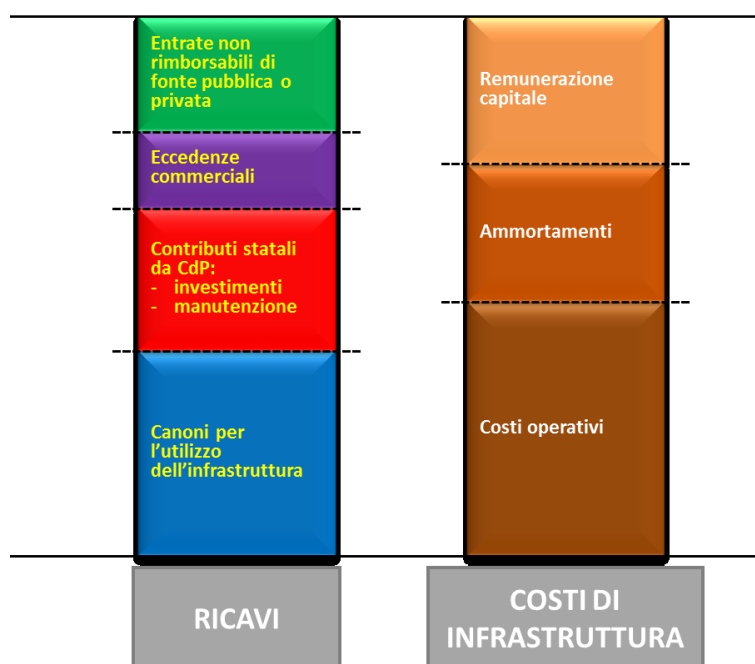 Entrate non
rimborsabili di
fonte pubblica o
privata
Eccedenze
commerciali
Contributi statali
da CdP:
- investimenti
- manutenzione
Canoni per
l'utilizzo
dell'infrastruttura
RICAVI
Remunerazione
capitale
Ammortamenti
Costi operativi
COSTI DI
INFRASTRUTTURA